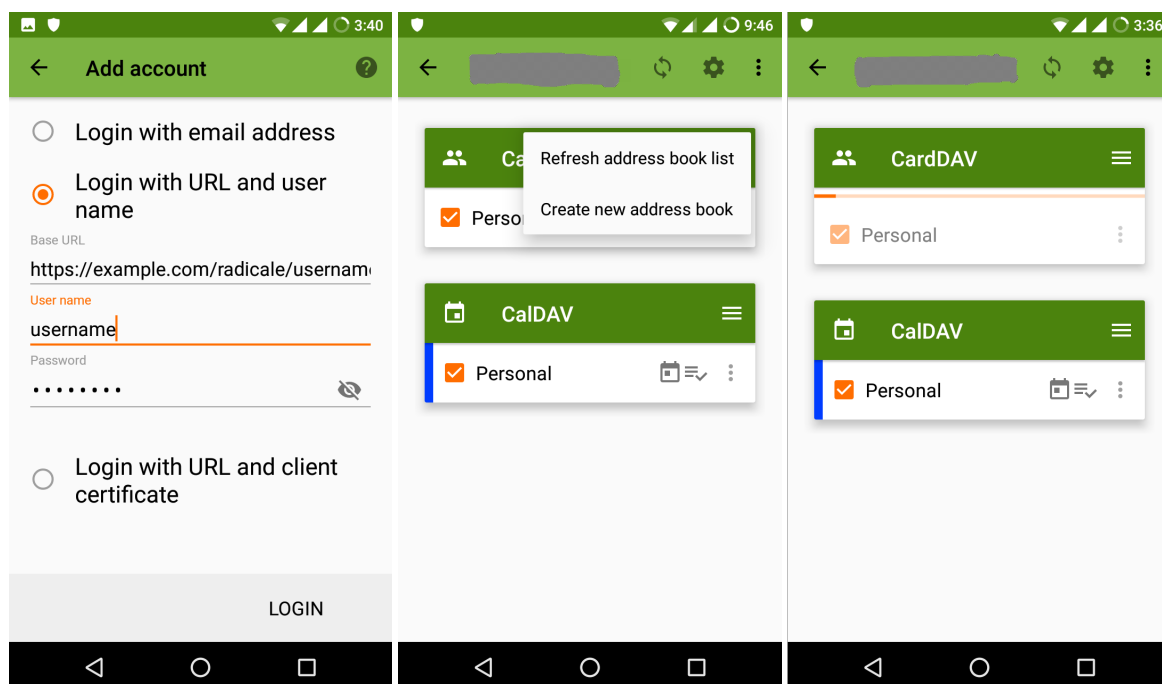 3:40
Add account
Login with email address
Login with URL and user
name
Base URL
https://example.com/radicale/usernam
User name
username
Password
Login with URL and client
certificate
LOGIN
9:46
Ca
Refresh address book list
Perso
Create new address book
CalDAV
Personal
3:36
CardDAV
Personal
CalDAV
Personal